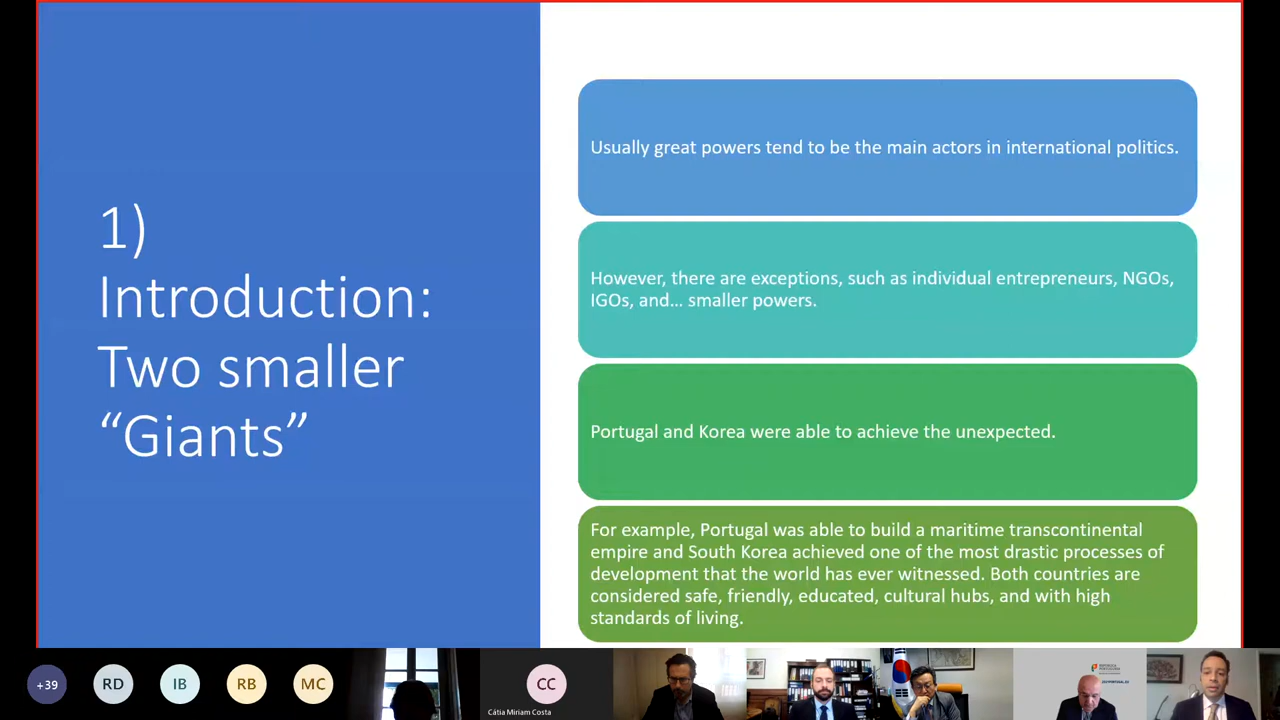 1)
Introduction:
Two smaller
“Giants”
Usually great powers tend to be the main actors in international politics.
However, there are exceptions, such as individual entrepreneurs, NGOs,
IGOs, and... smaller powers.
Portugal and Korea were able to achieve the unexpected.
For example, Portugal was able to build a maritime transcontinental
empire and South Korea achieved one of the most drastic processes of
development that the world has ever witnessed. Both countries are
considered safe, friendly, educated, cultural hubs, and with high
standards of living.
+39
RD
IB
RB
MC
CC
Cátia Miriam Costa
REPÚBLICA
PORTUGUESA